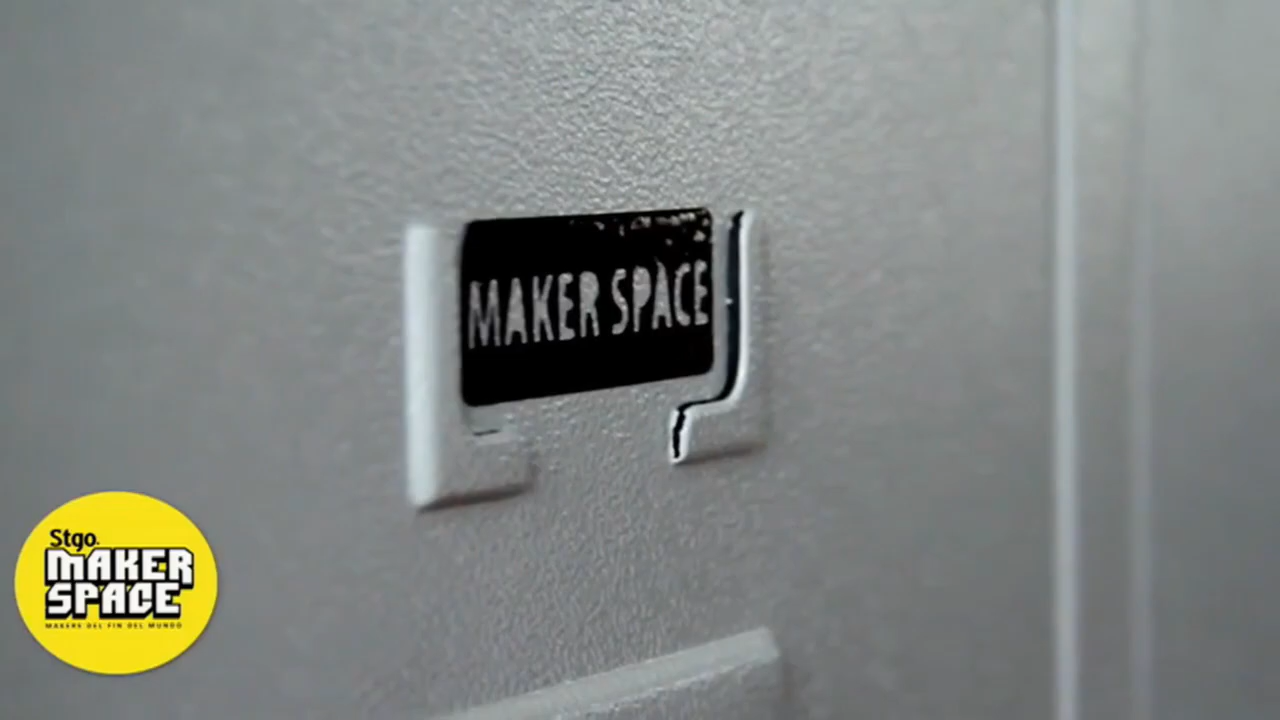 MAKER SPACE
Stgo.
MAKER
SPACE
MAKERS DEL FIN DEL MUNDO